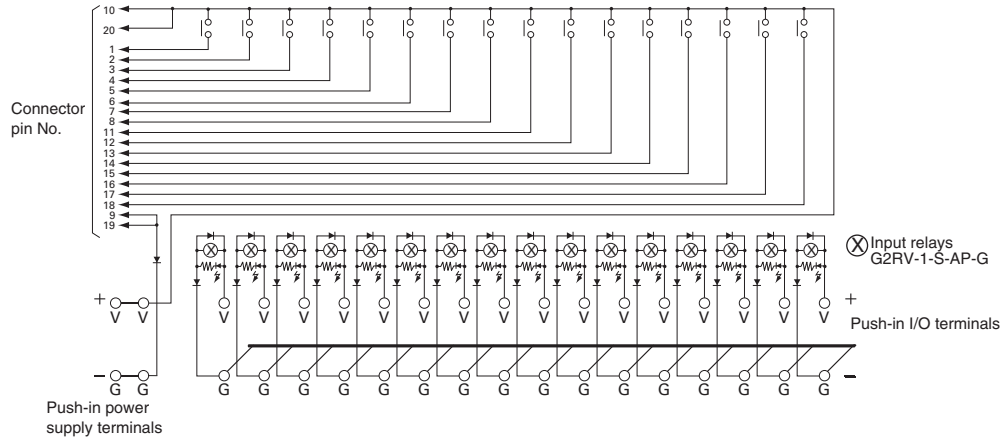 10
20
1
2
3
4
5
6
7
8
11
12
13
14
15
16
17
18
9
19
Connector
pin No.
Input relays
G2RV-1-S-AP-G
+ V V V V V V V V V V V V V V V V V V +
Push-in I/O terminals
– G G G G G G G G G G G G G G G G G G –
Push-in power
supply terminals